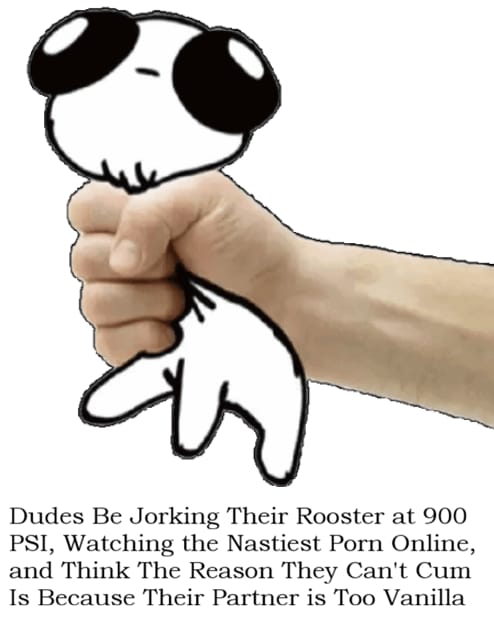 Dudes Be Jorking Their Rooster at 900
PSI, Watching the Nastiest Porn Online,
and Think The Reason They Can't Cum
Is Because Their Partner is Too Vanilla